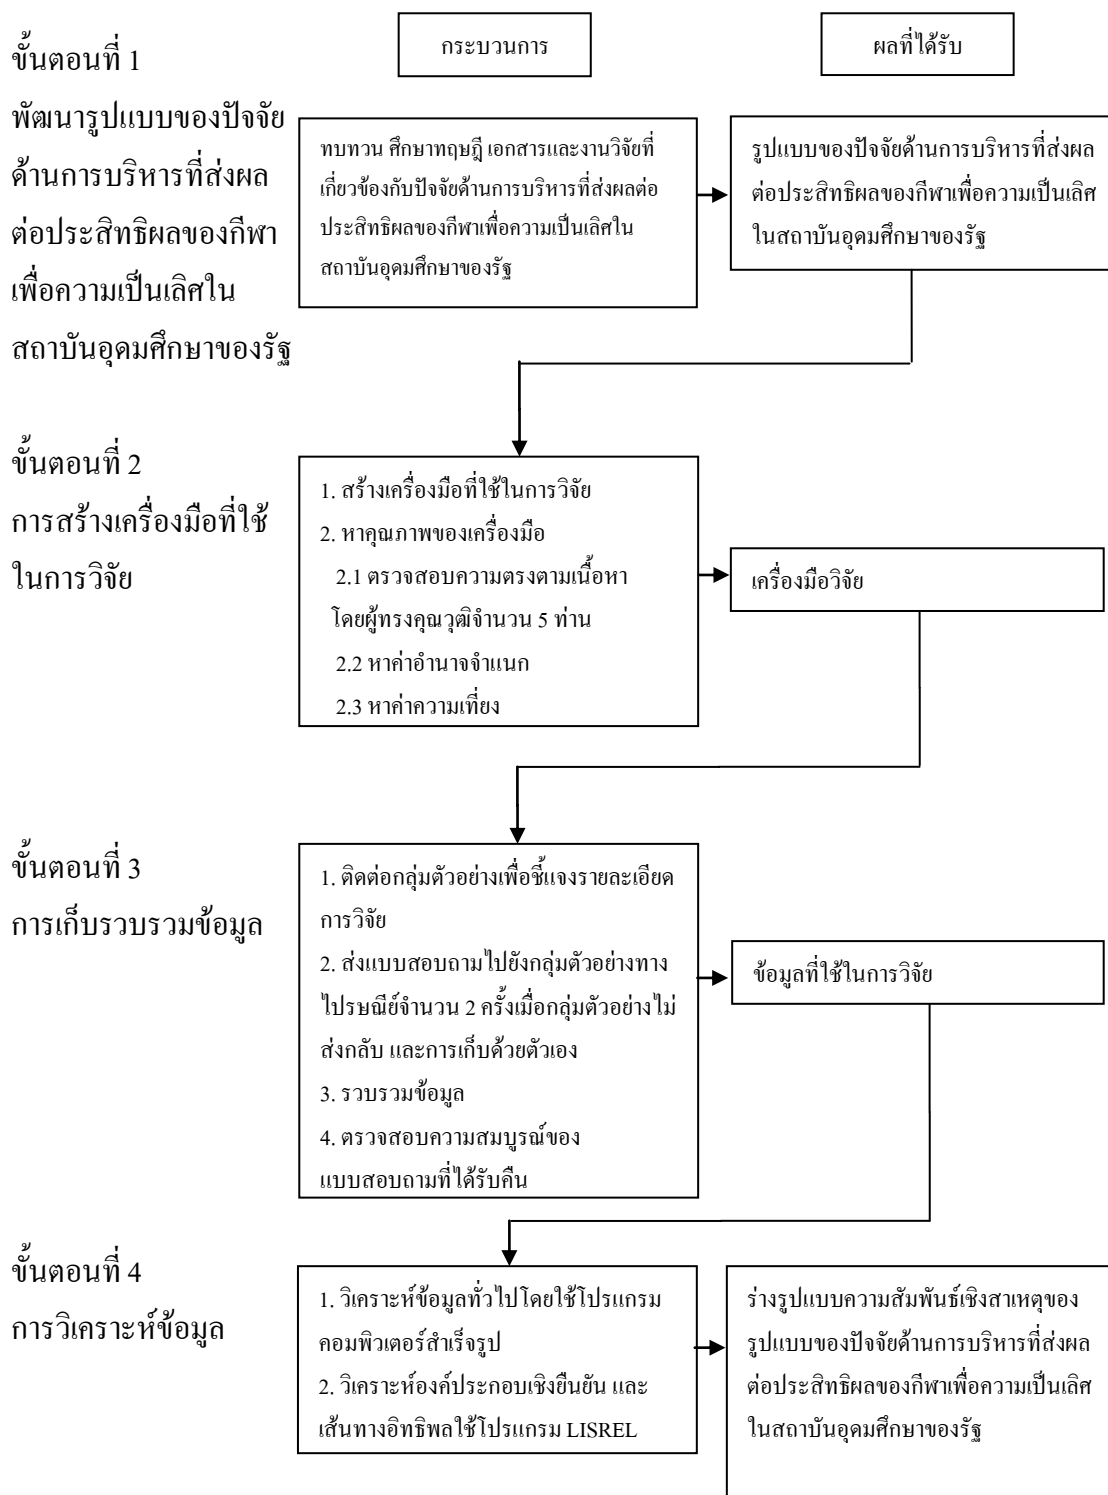 ขั้นตอนที่ 1
พัฒนารูปแบบของปัจจัย
ด้านการบริหารที่ส่งผล
ต่อประสิทธิผลของกีฬา
เพื่อความเป็นเลิศใน
สถาบันอุดมศึกษาของรัฐ
กระบวนการ
ผลที่ได้รับ
ทบทวน ศึกษาทฤษฎี เอกสารและงานวิจัยที่
เกี่ยวข้องกับปัจจัยด้านการบริหารที่ส่งผลต่อ
ประสิทธิผลของกีฬาเพื่อความเป็นเลิศใน
สถาบันอุดมศึกษาของรัฐ
รูปแบบของปัจจัยด้านการบริหารที่ส่งผล
ต่อประสิทธิผลของกีฬาเพื่อความเป็นเลิศ
ในสถาบันอุดมศึกษาของรัฐ
ขั้นตอนที่ 2
การสร้างเครื่องมือที่ใช้
ในการวิจัย
1. สร้างเครื่องมือที่ใช้ในการวิจัย
2. หาคุณภาพของเครื่องมือ
2.1 ตรวจสอบความตรงตามเนื้อหา
โดยผู้ทรงคุณวุฒิจำนวน 5 ท่าน
2.2 หาค่าอำนาจจำแนก
2.3 หาค่าความเที่ยง
เครื่องมือวิจัย
ขั้นตอนที่ 3
การเก็บรวบรวมข้อมูล
1. ติดต่อกลุ่มตัวอย่างเพื่อชี้แจงรายละเอียด
การวิจัย
2. ส่งแบบสอบถามไปยังกลุ่มตัวอย่างทาง
ไปรษณีย์จำนวน 2 ครั้งเมื่อกลุ่มตัวอย่างไม่
ส่งกลับ และการเก็บด้วยตัวเอง
3. รวบรวมข้อมูล
4. ตรวจสอบความสมบูรณ์ของ
แบบสอบถามที่ได้รับคืน
ข้อมูลที่ใช้ในการวิจัย
ขั้นตอนที่ 4
การวิเคราะห์ข้อมูล
1. วิเคราะห์ข้อมูลทั่วไปโดยใช้โปรแกรม
คอมพิวเตอร์สำเร็จรูป
2. วิเคราะห์องค์ประกอบเชิงยืนยัน และ
เส้นทางอิทธิพลใช้โปรแกรม LISREL
ร่างรูปแบบความสัมพันธ์เชิงสาเหตุของ
รูปแบบของปัจจัยด้านการบริหารที่ส่งผล
ต่อประสิทธิผลของกีฬาเพื่อความเป็นเลิศ
ในสถาบันอุดมศึกษาของรัฐ